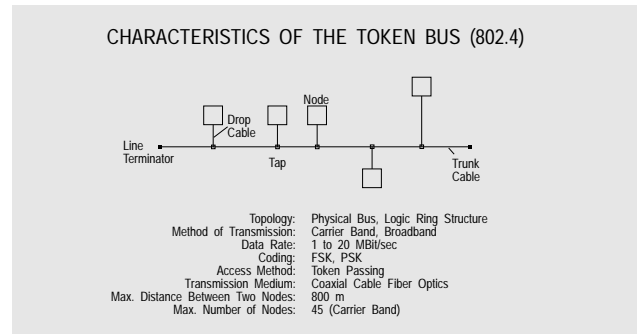 CHARACTERISTICS OF THE TOKEN BUS (802.4)
Node
Drop
Cable
Line
Terminator
Tap
Trunk
Cable
Topology: Physical Bus, Logic Ring Structure
Method of Transmission: Carrier Band, Broadband
Data Rate: 1 to 20 MBit/sec
Coding: FSK, PSK
Access Method: Token Passing
Transmission Medium: Coaxial Cable Fiber Optics
Max. Distance Between Two Nodes: 800 m
Max. Number of Nodes: 45 (Carrier Band)